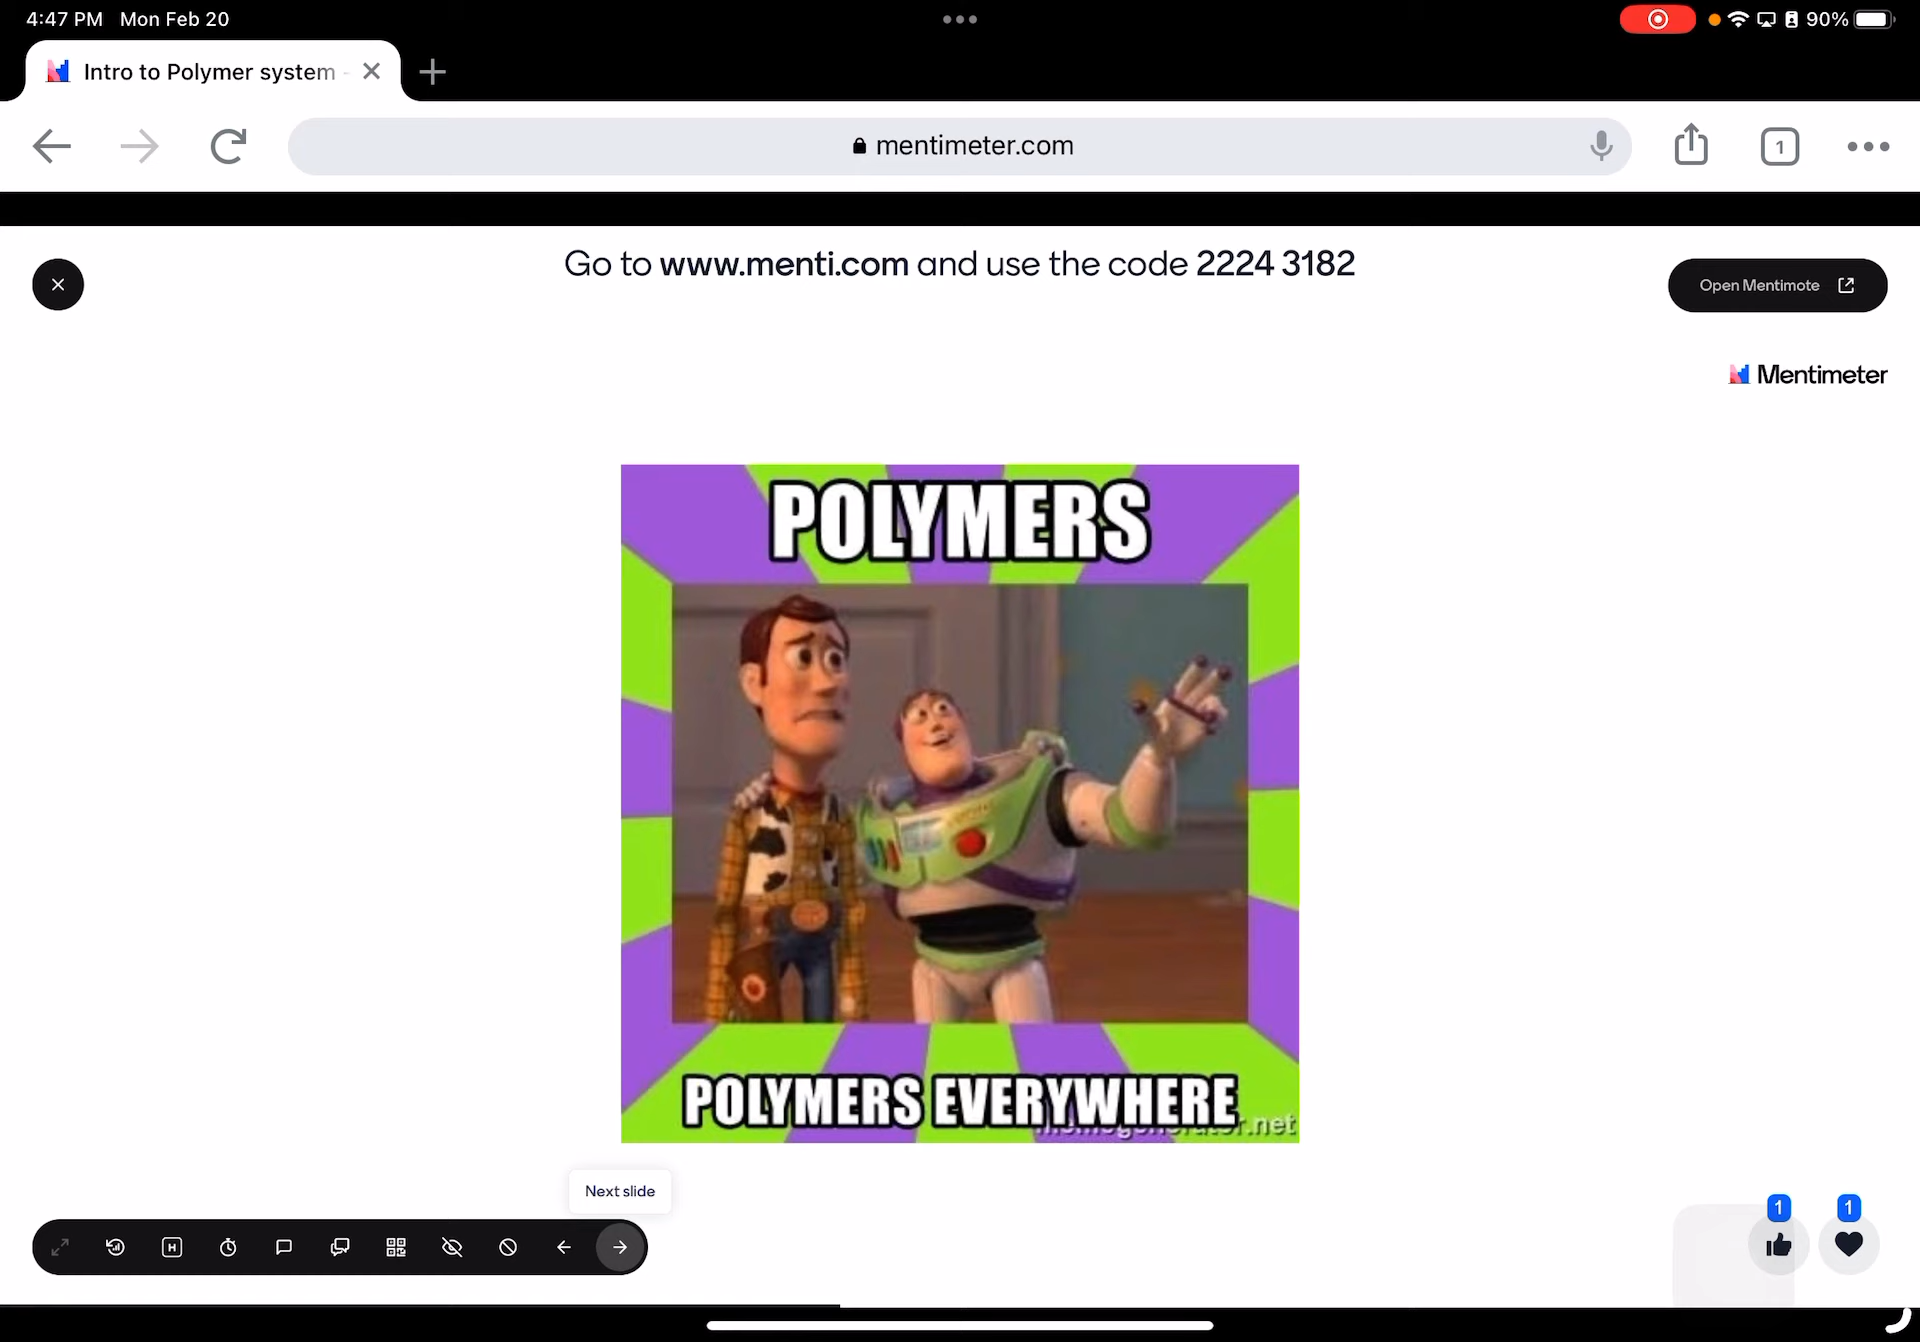 4:47 PM Mon Feb 20
90%
Intro to Polymer system -
mentimeter.com
1
Go to www.menti.com and use the code 2224 3182
Open Mentimote
Mentimeter
POLYMERS
POLYMERS EVERYWHERE
.net
Next slide
H
1
1